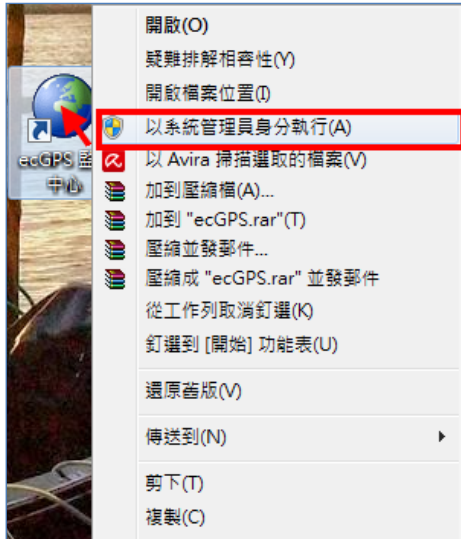 開啟(O)
疑難排解相容性(Y)
開啟檔案位置(I)
以系統管理員身分執行(A)
ecGPS 監
中心
以 Avira 掃描選取的檔案(V)
加到壓縮檔(A)...
加到 "ecGPS.rar"(T)
壓縮並發郵件...
壓縮成 "ecGPS.rar" 並發郵件
從工作列取消釘選(K)
釘選到 [開始] 功能表(U)
還原舊版(V)
傳送到(N)
剪下(T)
複製(C)